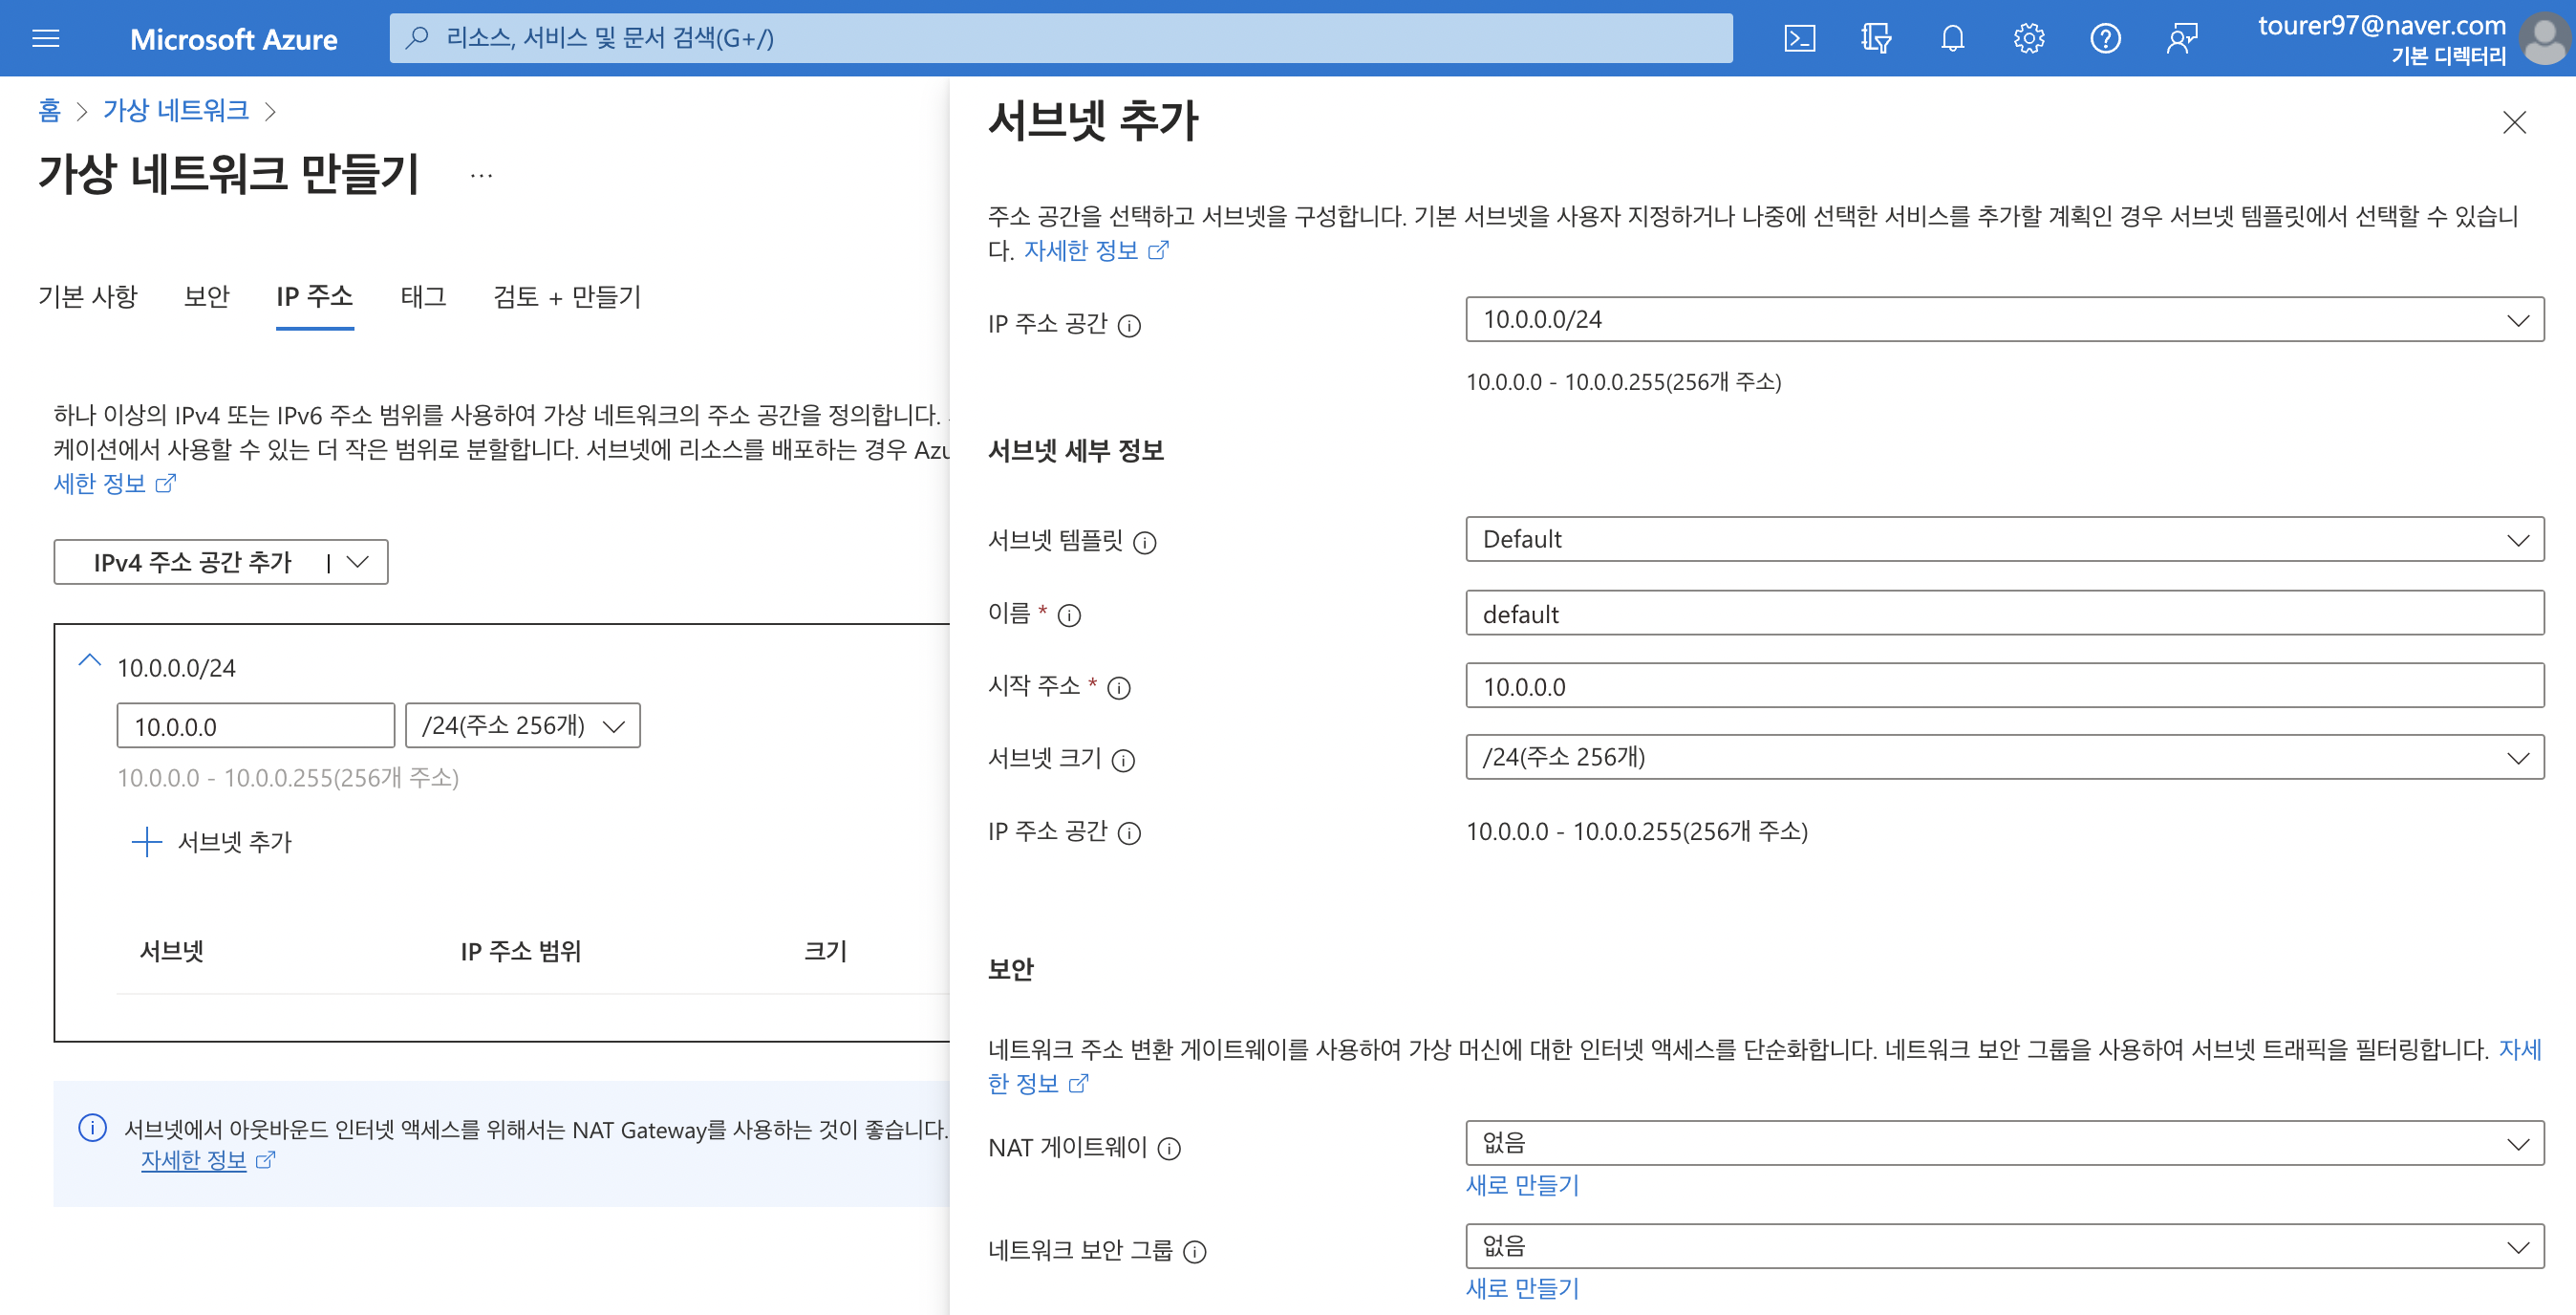 Microsoft Azure
리소스, 서비스 및 문서 검색(G+/)
tourer97@naver.com
기본 디렉터리
홈 > 가상 네트워크 >
가상 네트워크 만들기 ...
기본 사항 보안 IP 주소 태그 검토 + 만들기
하나 이상의 IPv4 또는 IPv6 주소 범위를 사용하여 가상 네트워크의 주소 공간을 정의합니다.
케이션에서 사용할 수 있는 더 작은 범위로 분할합니다. 서브넷에 리소스를 배포하는 경우 Azu
세한 정보
IPv4 주소 공간 추가 |
10.0.0.0/24
10.0.0.0 /24(주소 256개)
10.0.0.0 - 10.0.0.255(256개 주소)
+ 서브넷 추가
서브넷 IP 주소 범위 크기
서브넷에서 아웃바운드 인터넷 액세스를 위해서는 NAT Gateway를 사용하는 것이 좋습니다.
자세한 정보
서브넷 추가
주소 공간을 선택하고 서브넷을 구성합니다. 기본 서브넷을 사용자 지정하거나 나중에 선택한 서비스를 추가할 계획인 경우 서브넷 템플릿에서 선택할 수 있습니
다. 자세한 정보
IP 주소 공간 10.0.0.0/24
10.0.0.0 - 10.0.0.255(256개 주소)
서브넷 세부 정보
서브넷 템플릿 Default
이름 * default
시작 주소 * 10.0.0.0
서브넷 크기 /24(주소 256개)
IP 주소 공간 10.0.0.0 - 10.0.0.255(256개 주소)
보안
네트워크 주소 변환 게이트웨이를 사용하여 가상 머신에 대한 인터넷 액세스를 단순화합니다. 네트워크 보안 그룹을 사용하여 서브넷 트래픽을 필터링합니다. 자세
한 정보
NAT 게이트웨이 없음
새로 만들기
네트워크 보안 그룹 없음
새로 만들기